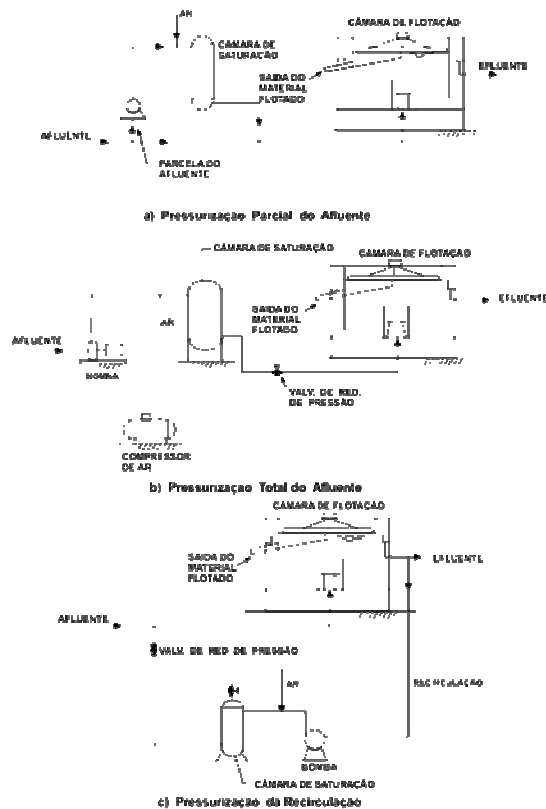 AR
CÂMARA DE FLOTAÇÃO
CÂMARA DE
SATURAÇÃO
SAIDA DO
MATERIAL
FLOTADO
EFLUENTE
AFLUENTE
PARCELA DO
AFLUENTE
a) Pressurização Parcial do Afluente
CÂMARA DE SATURAÇÃO
CÂMARA DE FLOTAÇÃO
AR
SAIDA DO
MATERIAL
FLOTADO
EFLUENTE
AFLUENTE
BOMBA
VALV. DE RED.
DE PRESSÃO
COMPRESSOR
DE AR
b) Pressurização Total do Afluente
CÂMARA DE FLOTAÇÃO
SAIDA DO
MATERIAL
FLOTADO
EFLUENTE
AFLUENTE
VALV. DE RED DE PRESSÃO
AR
RECIRCULAÇÃO
BOMBA
CÂMARA DE SATURAÇÃO
c) Pressurização da Recirculação